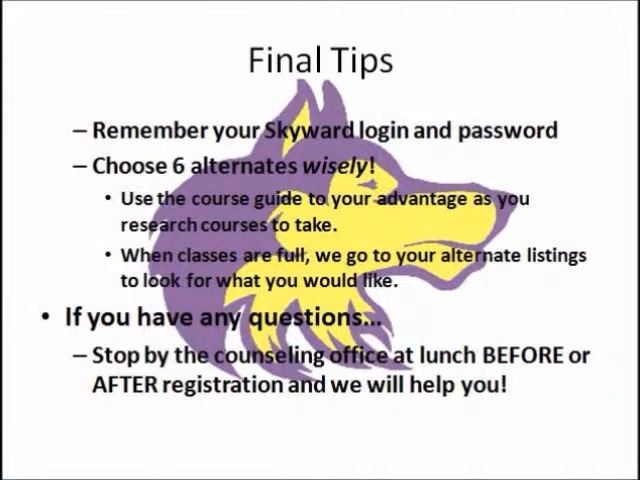 Final Tips
– Remember your Skyward login and password
– Choose 6 alternates wisely!
• Use the course guide to your advantage as you
research courses to take.
• When classes are full, we go to your alternate listings
to look for what you would like.
• If you have any questions...
– Stop by the counseling office at lunch BEFORE or
AFTER registration and we will help you!